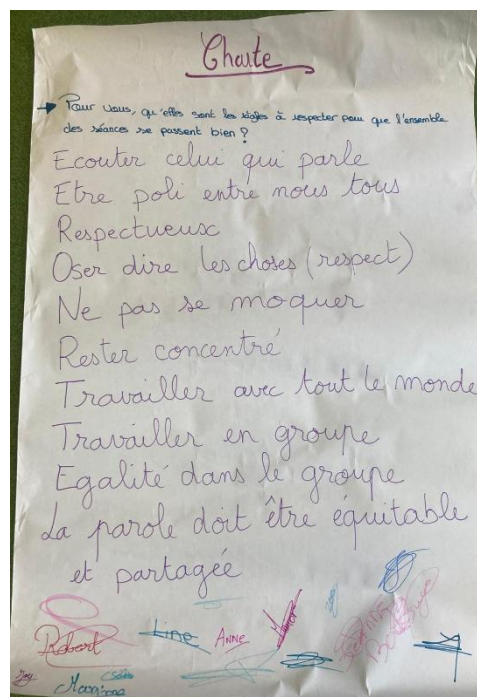 Charte
Pour vous, qu'elles sont les règles à respecter pour que l'ensemble
des séances se passent bien ?
Ecouter celui qui parle
Etre poli entre nous tous
Respectueux
Oser dire les choses (respect)
Ne pas se moquer
Rester concentré
Travailler avec tout le monde
Travailler en groupe
Egalité dans le groupe
La parole doit être équitable
et partagée
Robert Line ANNE